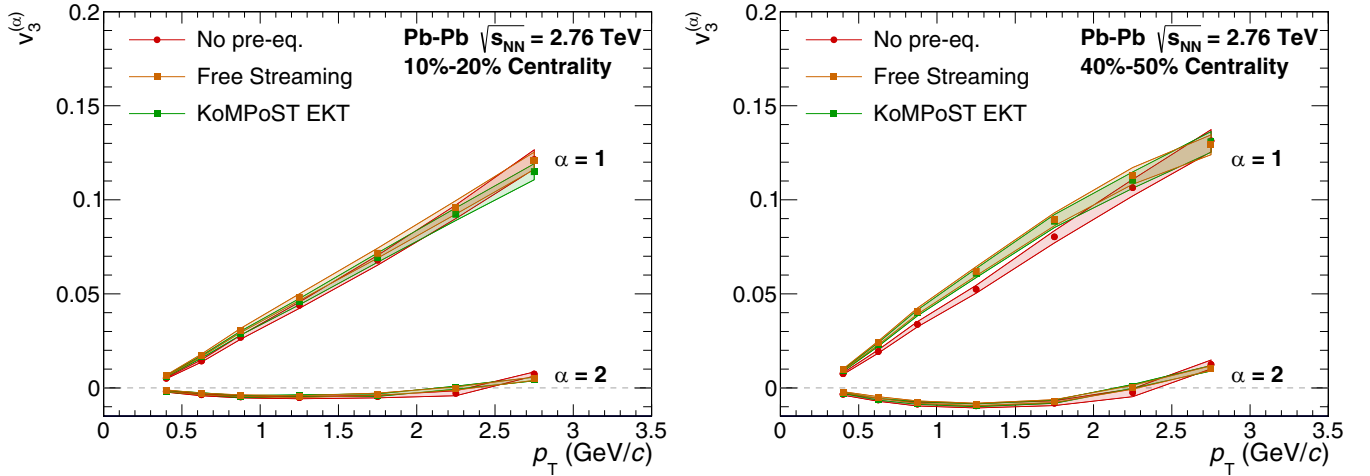 v₃^(α)
0.2
0.15
0.1
0.05
0
No pre-eq.
Free Streaming
KoMPoST EKT
Pb-Pb √s_NN = 2.76 TeV
10%-20% Centrality
α = 1
α = 2
0 0.5 1 1.5 2 2.5 3 3.5
p_T (GeV/c)
v₃^(α)
0.2
0.15
0.1
0.05
0
No pre-eq.
Free Streaming
KoMPoST EKT
Pb-Pb √s_NN = 2.76 TeV
40%-50% Centrality
α = 1
α = 2
0 0.5 1 1.5 2 2.5 3 3.5
p_T (GeV/c)